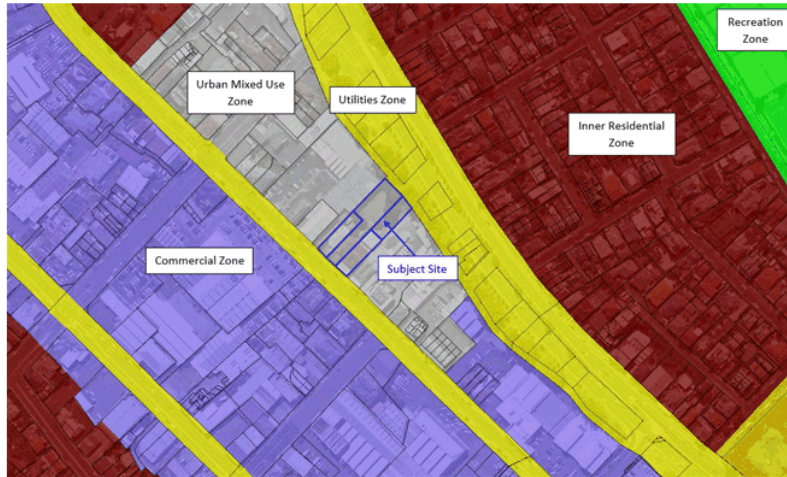 Recreation
Zone
Urban Mixed Use
Zone
Utilities Zone
Inner Residential
Zone
Commercial Zone
Subject Site